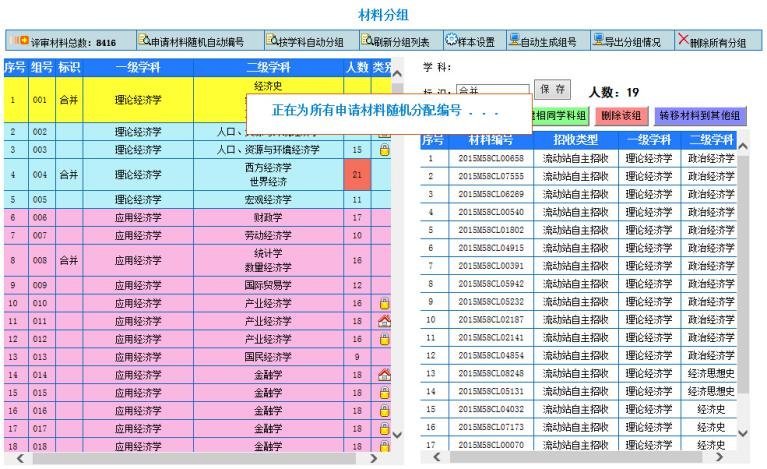 材料分组
评审材料总数: 8416 申请材料随机自动编号 按学科自动分组 刷新分组列表 样本设置 自动生成组号 导出分组情况 删除所有分组
序号 组号 标识 一级学科 二级学科 人数 类别
1 001 合并 理论经济学 经济史
2 002 理论经济学
3 003 理论经济学 人口、资源与环境经济学 15
4 004 合并 理论经济学 西方经济学 21
世界经济
5 005 理论经济学 宏观经济学 11
6 006 应用经济学 财政学 17
7 007 应用经济学 劳动经济学 10
8 008 合并 应用经济学 统计学 16
数量经济学
9 009 应用经济学 国际贸易学 12
10 010 应用经济学 产业经济学 16
11 011 应用经济学 产业经济学 18
12 012 应用经济学 产业经济学 16
13 013 应用经济学 国民经济学 9
14 014 应用经济学 金融学 18
15 015 应用经济学 金融学 18
16 016 应用经济学 金融学 18
17 017 应用经济学 金融学 18
18 018 应用经济学 金融学 18
学 科:
标 识: 合并 保 存 人数: 19
正在为所有申请材料随机分配编号 . . .
相同学科组 删除该组 转移材料到其他组
序号 材料编号 招收类型 一级学科 二级学科
1 2015M58CL00658 流动站自主招收 理论经济学 政治经济学
2 2015M58CL07555 流动站自主招收 理论经济学 政治经济学
3 2015M58CL06269 流动站自主招收 理论经济学 政治经济学
4 2015M58CL00540 流动站自主招收 理论经济学 政治经济学
5 2015M58CL01802 流动站自主招收 理论经济学 政治经济学
6 2015M58CL04915 流动站自主招收 理论经济学 政治经济学
7 2015M58CL00391 流动站自主招收 理论经济学 政治经济学
8 2015M58CL05942 流动站自主招收 理论经济学 政治经济学
9 2015M58CL05232 流动站自主招收 理论经济学 政治经济学
10 2015M58CL02187 流动站自主招收 理论经济学 政治经济学
11 2015M58CL02141 流动站自主招收 理论经济学 政治经济学
12 2015M58CL04854 流动站自主招收 理论经济学 政治经济学
13 2015M58CL08248 流动站自主招收 理论经济学 经济思想史
14 2015M58CL05131 流动站自主招收 理论经济学 经济思想史
15 2015M58CL04032 流动站自主招收 理论经济学 经济史
16 2015M58CL07173 流动站自主招收 理论经济学 经济史
17 2015M58CL00070 流动站自主招收 理论经济学 经济史